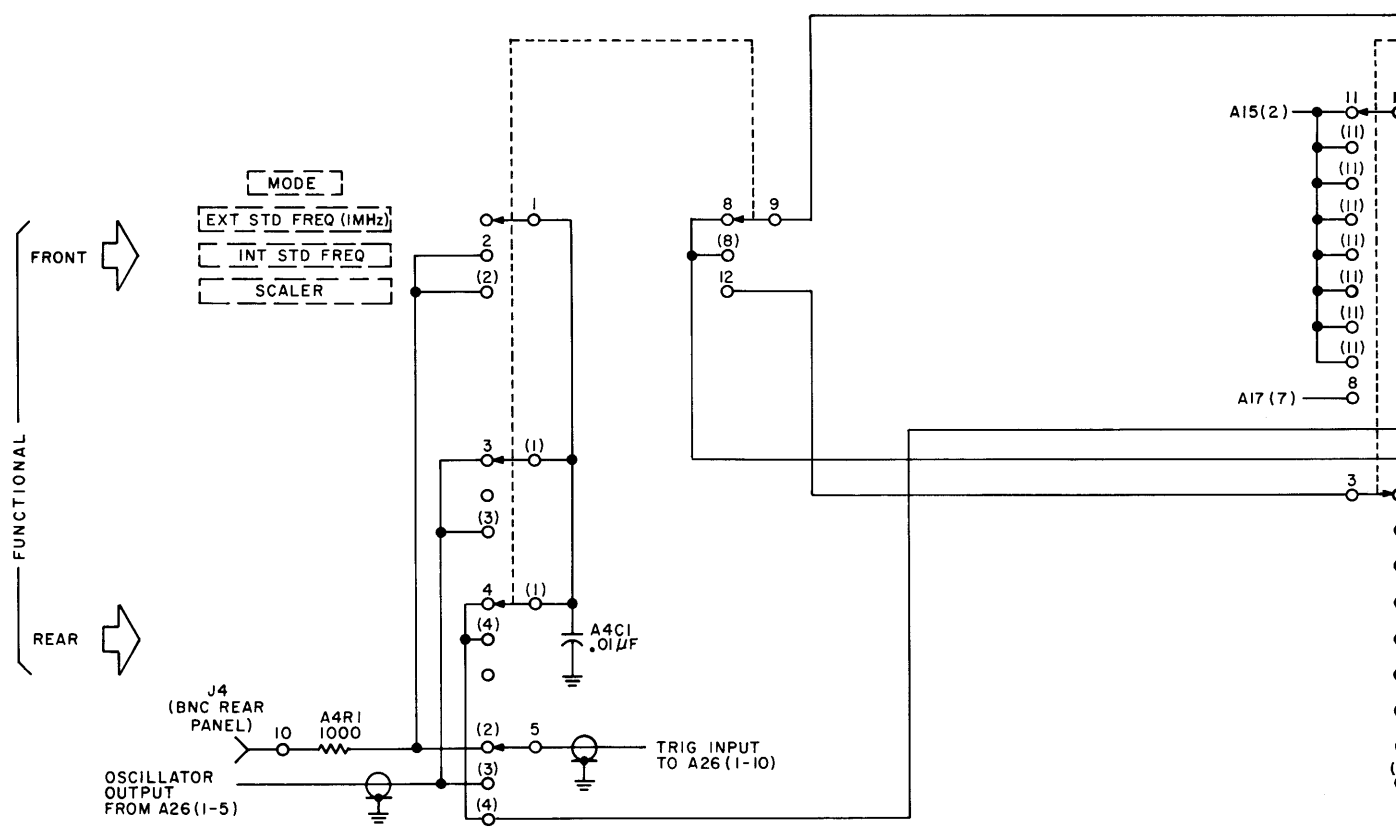 MODE
EXT STD FREQ (1MHz)
INT STD FREQ
SCALER
FUNCTIONAL
FRONT
REAR
1
2
(2)
3
(1)
(3)
4
(1)
(4)
A4C1
.01µF
J4
(BNC REAR
PANEL)
10
A4R1
1000
(2)
5
TRIG INPUT
TO A26(1-10)
OSCILLATOR
OUTPUT
FROM A26(1-5)
(3)
(4)
8
9
(8)
12
A15(2)
11
(11)
(11)
(11)
(11)
(11)
(11)
(11)
8
A17(7)
3